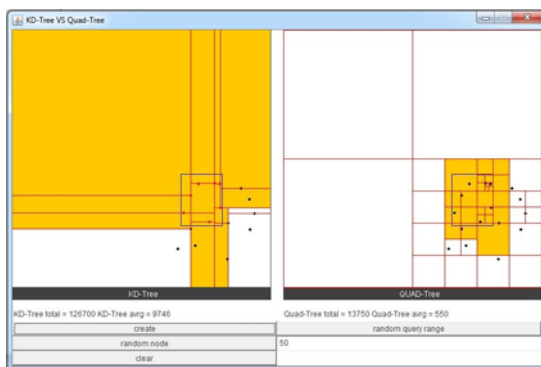 KD-Tree VS Quad-Tree
KD-Tree
QUAD-Tree
KD-Tree total = 126700 KD-Tree avrg = 9746
Quad-Tree total = 13750 Quad-Tree avrg = 550
create
random query range
random node
50
clear